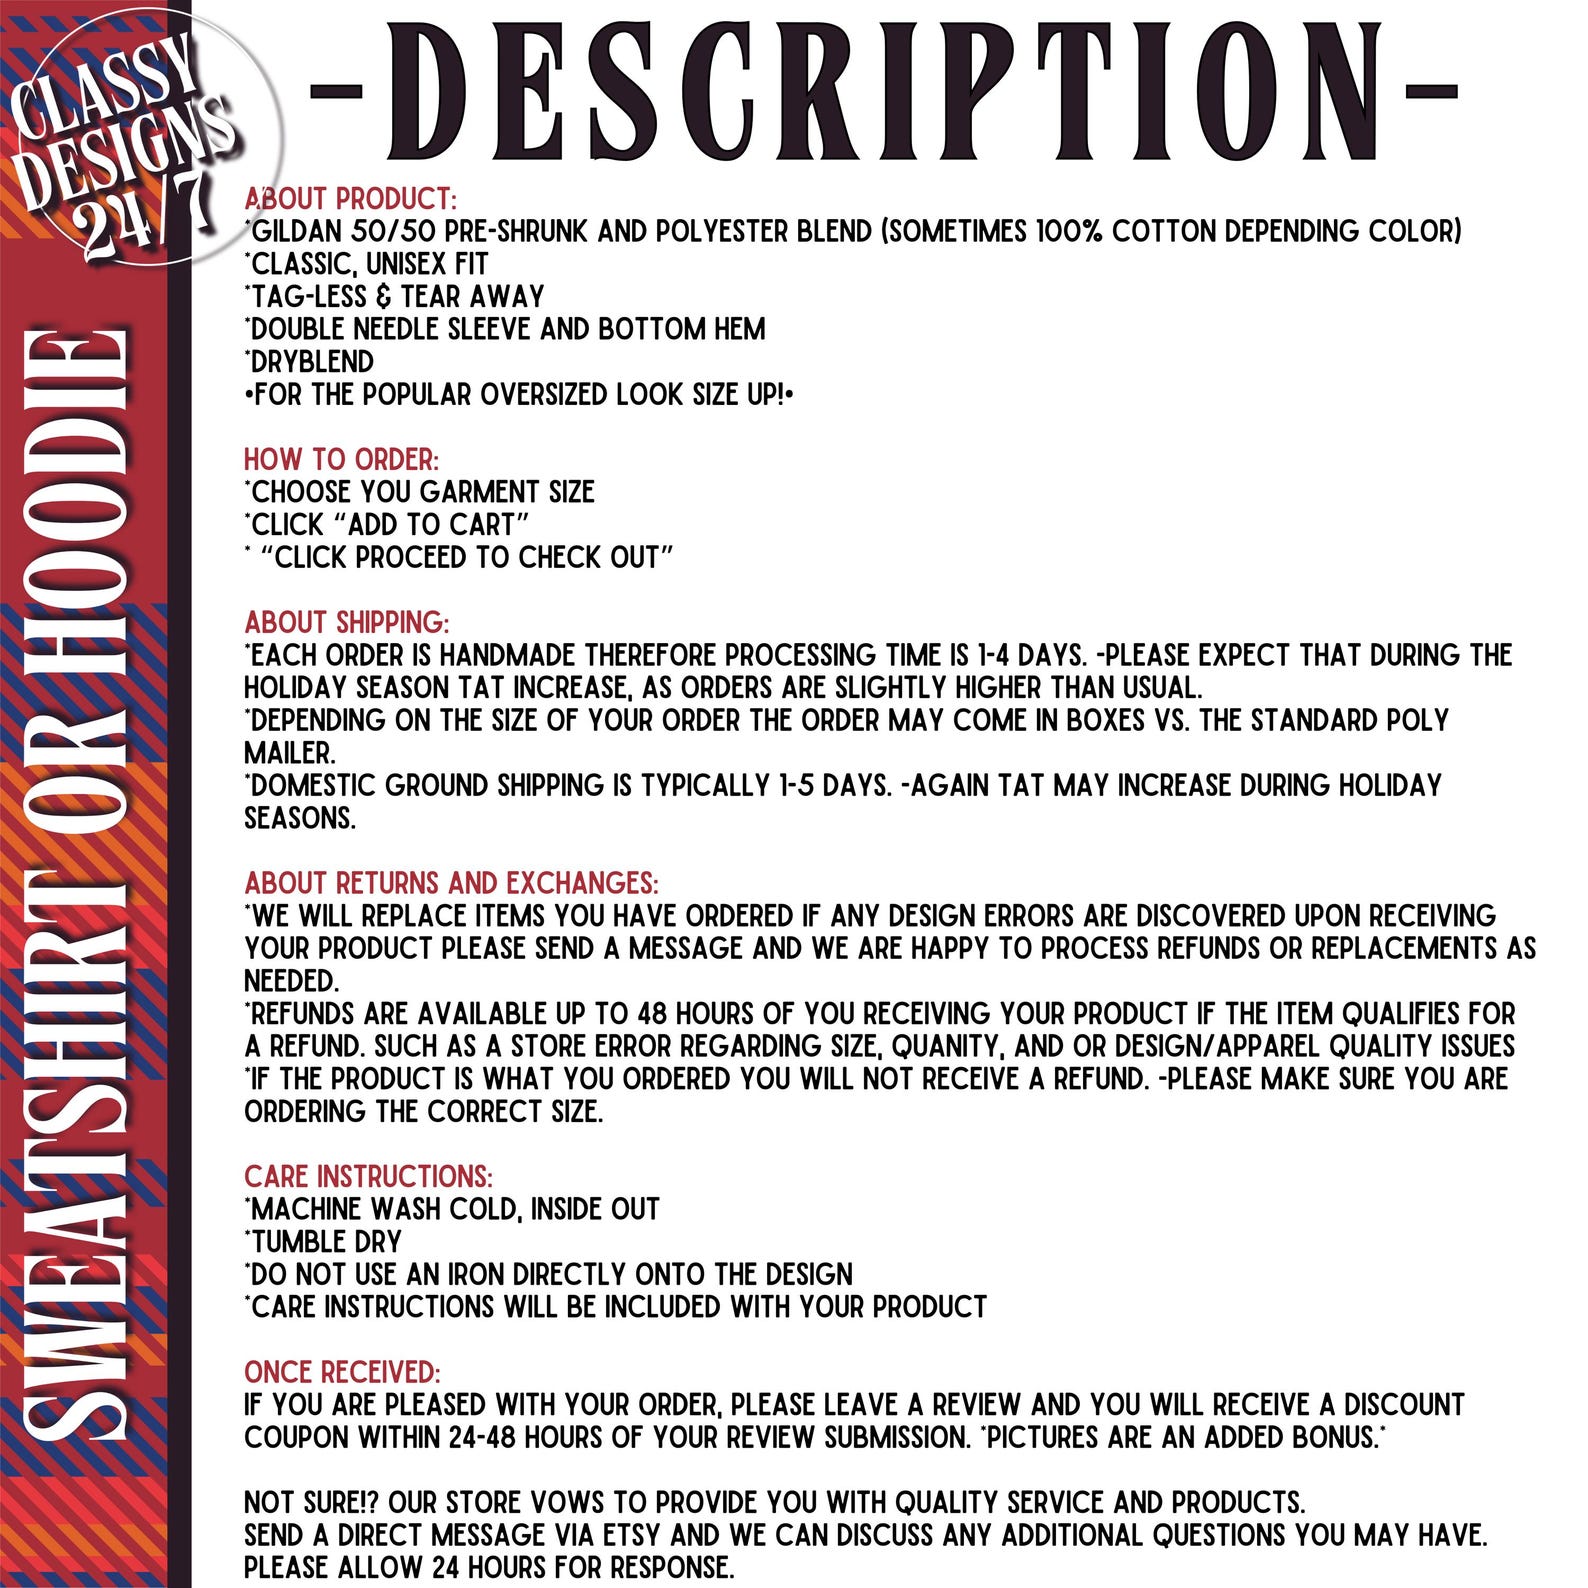 CLASSY
DESIGNS
24/7
-DESCRIPTION-
SWEATSHIRT OR HOODIE
ABOUT PRODUCT:
*GILDAN 50/50 PRE-SHRUNK AND POLYESTER BLEND (SOMETIMES 100% COTTON DEPENDING COLOR)
*CLASSIC, UNISEX FIT
*TAG-LESS & TEAR AWAY
*DOUBLE NEEDLE SLEEVE AND BOTTOM HEM
*DRYBLEND
•FOR THE POPULAR OVERSIZED LOOK SIZE UP!•
HOW TO ORDER:
*CHOOSE YOU GARMENT SIZE
*CLICK “ADD TO CART”
* “CLICK PROCEED TO CHECK OUT”
ABOUT SHIPPING:
*EACH ORDER IS HANDMADE THEREFORE PROCESSING TIME IS 1-4 DAYS. -PLEASE EXPECT THAT DURING THE
HOLIDAY SEASON TAT INCREASE, AS ORDERS ARE SLIGHTLY HIGHER THAN USUAL.
*DEPENDING ON THE SIZE OF YOUR ORDER THE ORDER MAY COME IN BOXES VS. THE STANDARD POLY
MAILER.
*DOMESTIC GROUND SHIPPING IS TYPICALLY 1-5 DAYS. -AGAIN TAT MAY INCREASE DURING HOLIDAY
SEASONS.
ABOUT RETURNS AND EXCHANGES:
*WE WILL REPLACE ITEMS YOU HAVE ORDERED IF ANY DESIGN ERRORS ARE DISCOVERED UPON RECEIVING
YOUR PRODUCT PLEASE SEND A MESSAGE AND WE ARE HAPPY TO PROCESS REFUNDS OR REPLACEMENTS AS
NEEDED.
*REFUNDS ARE AVAILABLE UP TO 48 HOURS OF YOU RECEIVING YOUR PRODUCT IF THE ITEM QUALIFIES FOR
A REFUND. SUCH AS A STORE ERROR REGARDING SIZE, QUANITY, AND OR DESIGN/APPAREL QUALITY ISSUES
*IF THE PRODUCT IS WHAT YOU ORDERED YOU WILL NOT RECEIVE A REFUND. -PLEASE MAKE SURE YOU ARE
ORDERING THE CORRECT SIZE.
CARE INSTRUCTIONS:
*MACHINE WASH COLD, INSIDE OUT
*TUMBLE DRY
*DO NOT USE AN IRON DIRECTLY ONTO THE DESIGN
*CARE INSTRUCTIONS WILL BE INCLUDED WITH YOUR PRODUCT
ONCE RECEIVED:
IF YOU ARE PLEASED WITH YOUR ORDER, PLEASE LEAVE A REVIEW AND YOU WILL RECEIVE A DISCOUNT
COUPON WITHIN 24-48 HOURS OF YOUR REVIEW SUBMISSION. *PICTURES ARE AN ADDED BONUS.*
NOT SURE!? OUR STORE VOWS TO PROVIDE YOU WITH QUALITY SERVICE AND PRODUCTS.
SEND A DIRECT MESSAGE VIA ETSY AND WE CAN DISCUSS ANY ADDITIONAL QUESTIONS YOU MAY HAVE.
PLEASE ALLOW 24 HOURS FOR RESPONSE.